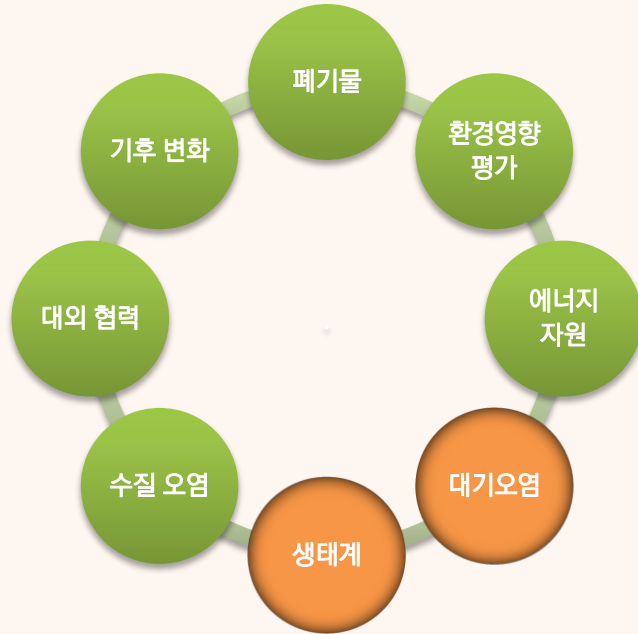 폐기물
환경영향
평가
에너지
자원
대기오염
생태계
수질 오염
대외 협력
기후 변화